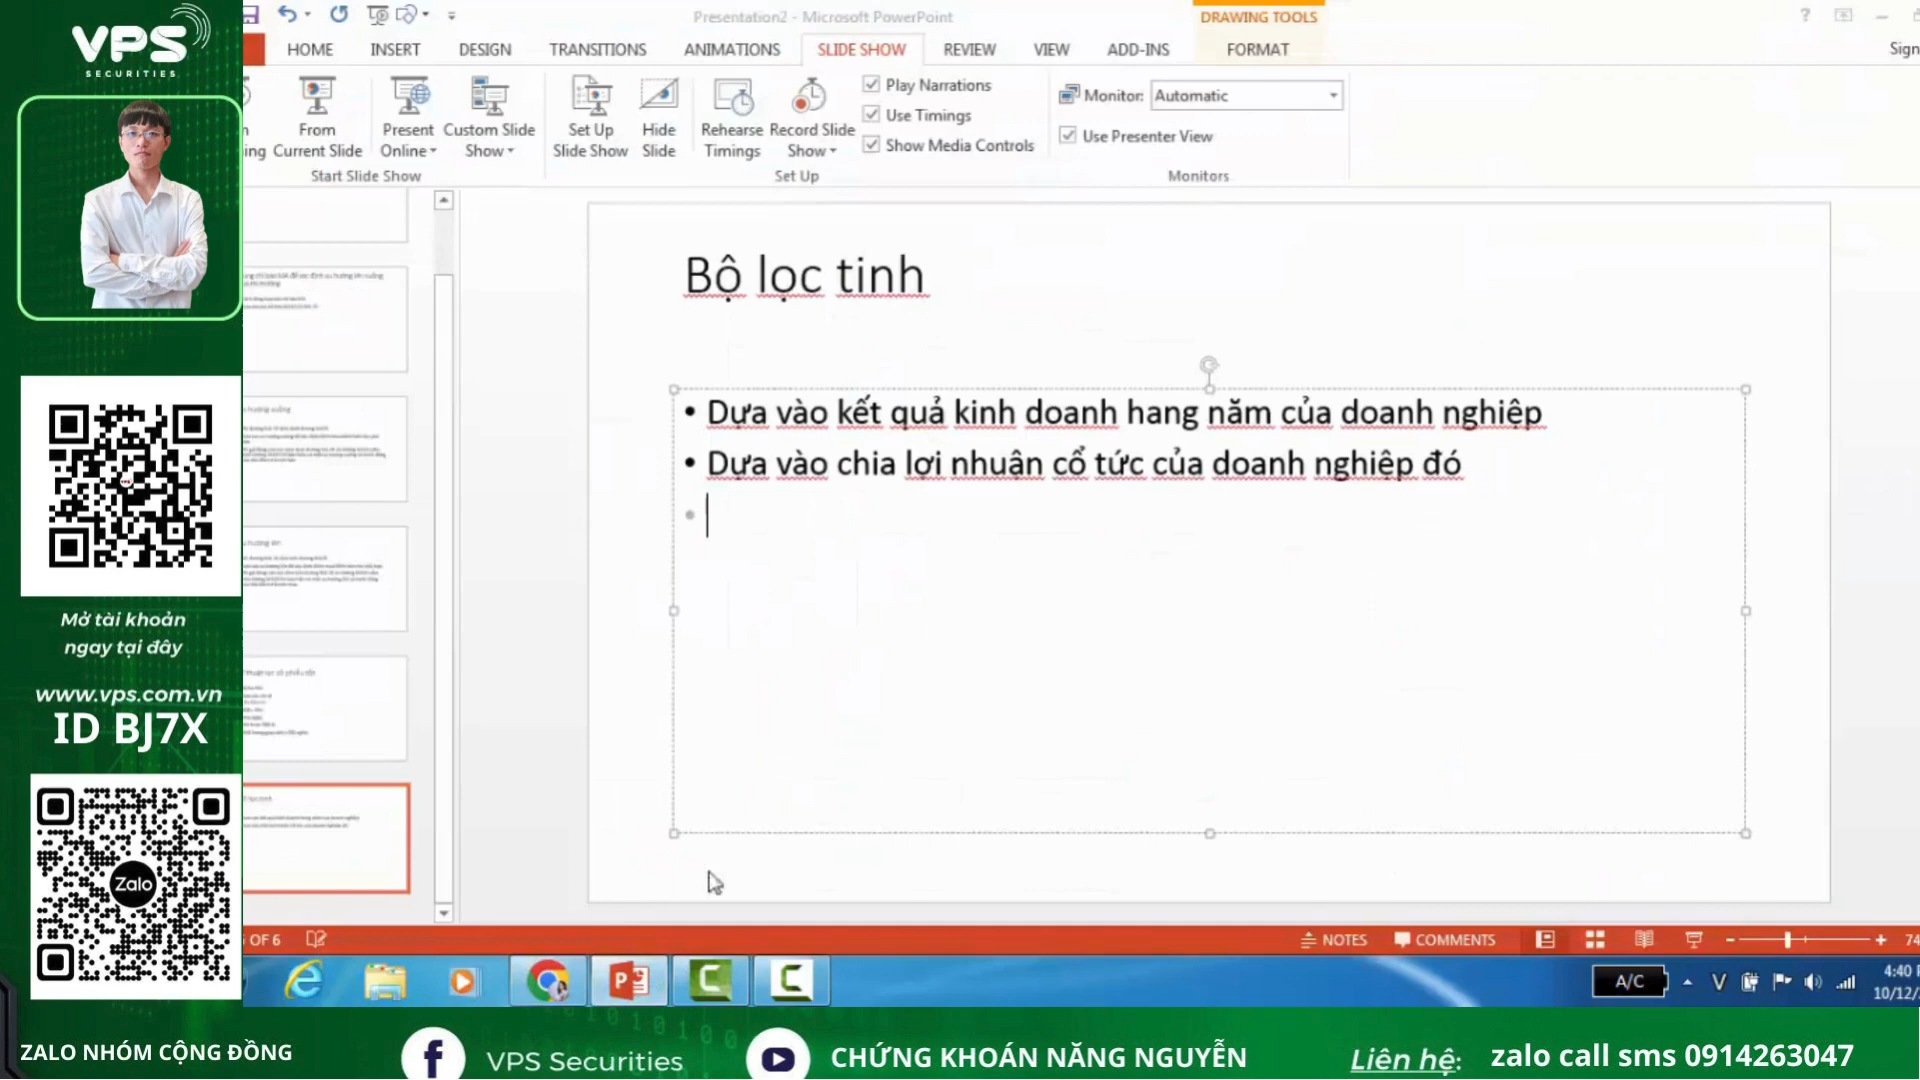 VPS
SECURITIES
Presentation2 - Microsoft PowerPoint
DRAWING TOOLS
HOME INSERT DESIGN TRANSITIONS ANIMATIONS SLIDE SHOW REVIEW VIEW ADD-INS FORMAT
Sign
From Current Slide
Present Online
Custom Slide Show
Set Up Slide Show
Hide Slide
Rehearse Timings
Record Slide Show
Play Narrations
Use Timings
Show Media Controls
Monitor: Automatic
Use Presenter View
Start Slide Show
Set Up
Monitors
Bộ lọc tinh
• Dựa vào kết quả kinh doanh hang năm của doanh nghiệp
• Dựa vào chia lợi nhuận cổ tức của doanh nghiệp đó
Mở tài khoản
ngay tại đây
www.vps.com.vn
ID BJ7X
Zalo
OF 6
NOTES COMMENTS
74
A/C
4:40
10/12/
ZALO NHÓM CỘNG ĐỒNG
VPS Securities
CHỨNG KHOÁN NĂNG NGUYỄN
Liên hệ: zalo call sms 0914263047